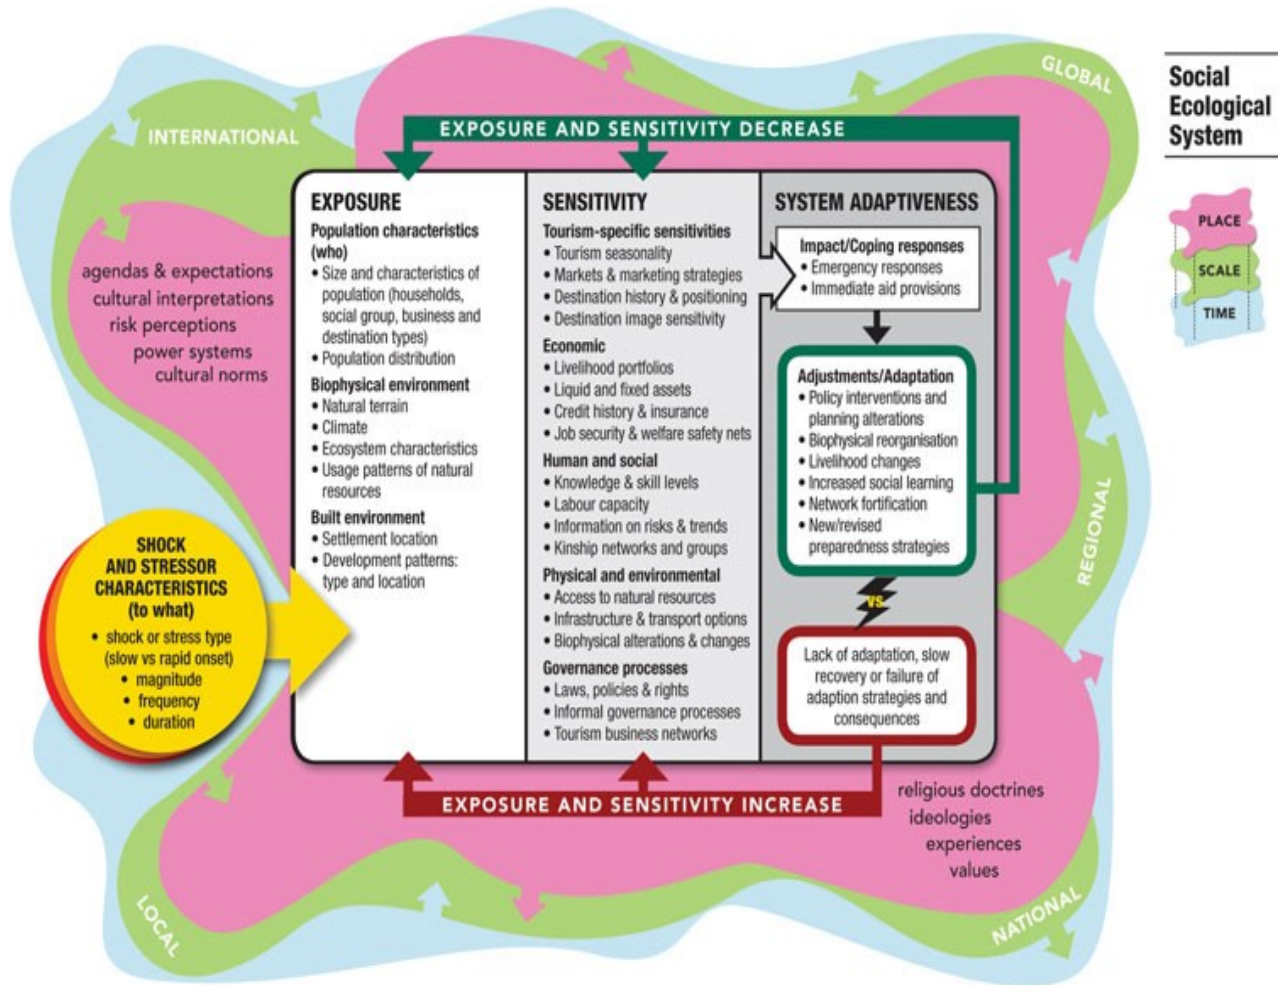 GLOBAL
Social
Ecological
System
INTERNATIONAL
EXPOSURE AND SENSITIVITY DECREASE
PLACE
SCALE
TIME
agendas & expectations
cultural interpretations
risk perceptions
power systems
cultural norms
SHOCK
AND STRESSOR
CHARACTERISTICS
(to what)
• shock or stress type
(slow vs rapid onset)
• magnitude
• frequency
• duration
EXPOSURE
Population characteristics
(who)
• Size and characteristics of
population (households,
social group, business and
destination types)
• Population distribution
Biophysical environment
• Natural terrain
• Climate
• Ecosystem characteristics
• Usage patterns of natural
resources
Built environment
• Settlement location
• Development patterns:
type and location
SENSITIVITY
Tourism-specific sensitivities
• Tourism seasonality
• Markets & marketing strategies
• Destination history & positioning
• Destination image sensitivity
Economic
• Livelihood portfolios
• Liquid and fixed assets
• Credit history & insurance
• Job security & welfare safety nets
Human and social
• Knowledge & skill levels
• Labour capacity
• Information on risks & trends
• Kinship networks and groups
Physical and environmental
• Access to natural resources
• Infrastructure & transport options
• Biophysical alterations & changes
Governance processes
• Laws, policies & rights
• Informal governance processes
• Tourism business networks
SYSTEM ADAPTIVENESS
Impact/Coping responses
• Emergency responses
• Immediate aid provisions
Adjustments/Adaptation
• Policy interventions and
planning alterations
• Biophysical reorganisation
• Livelihood changes
• Increased social learning
• Network fortification
• New/revised
preparedness strategies
vs
Lack of adaptation, slow
recovery or failure of
adaption strategies and
consequences
REGIONAL
EXPOSURE AND SENSITIVITY INCREASE
religious doctrines
ideologies
experiences
values
LOCAL
NATIONAL